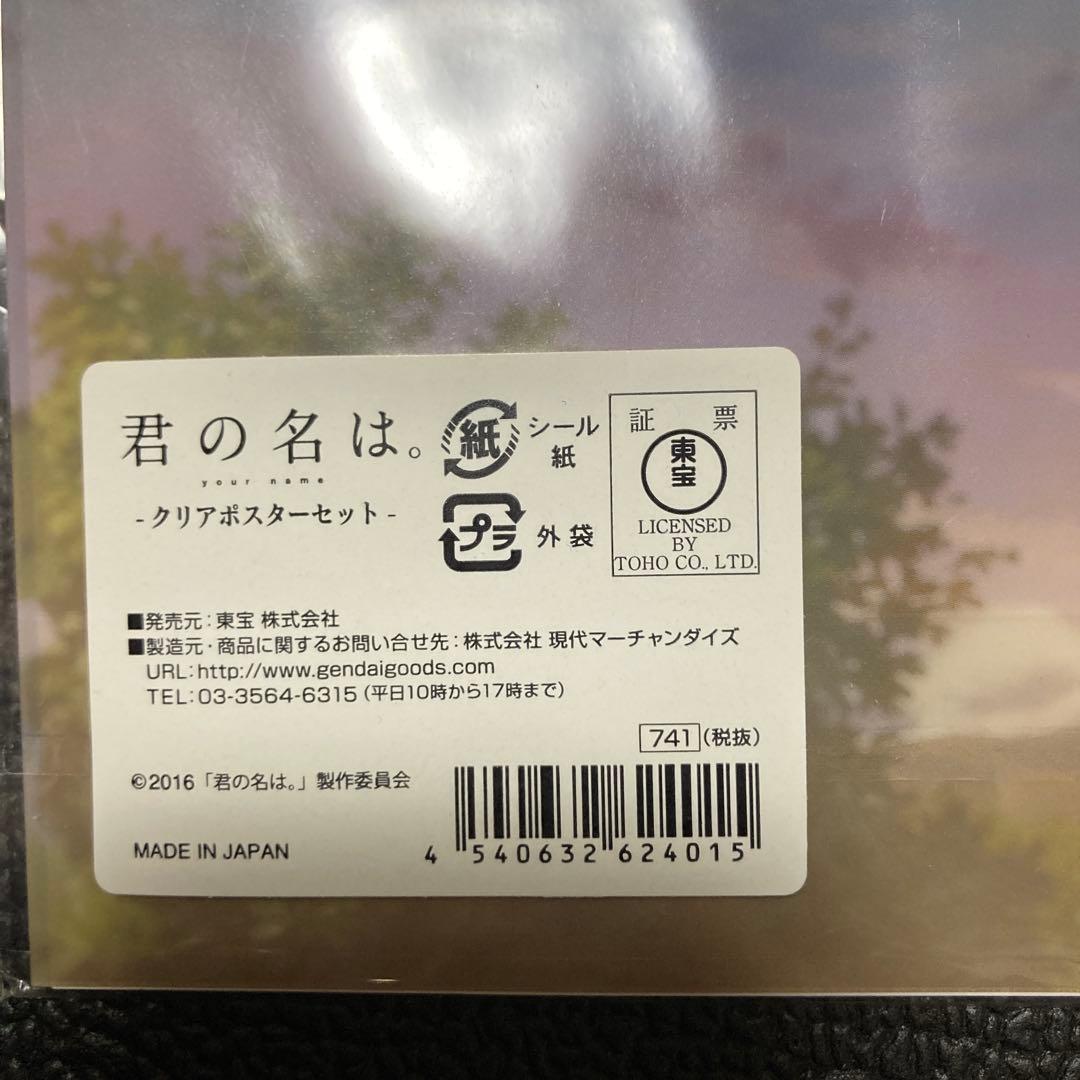 君の名は。
your name
-クリアポスターセット-
紙
シール
紙
プラ
外袋
証 票
東宝
LICENSED
BY
TOHO CO., LTD.
■発売元：東宝 株式会社
■製造元・商品に関するお問い合せ先：株式会社 現代マーチャンダイズ
URL：http://www.gendaigoods.com
TEL：03-3564-6315（平日10時から17時まで）
741（税抜）
©2016「君の名は。」製作委員会
MADE IN JAPAN
4 540632 624015